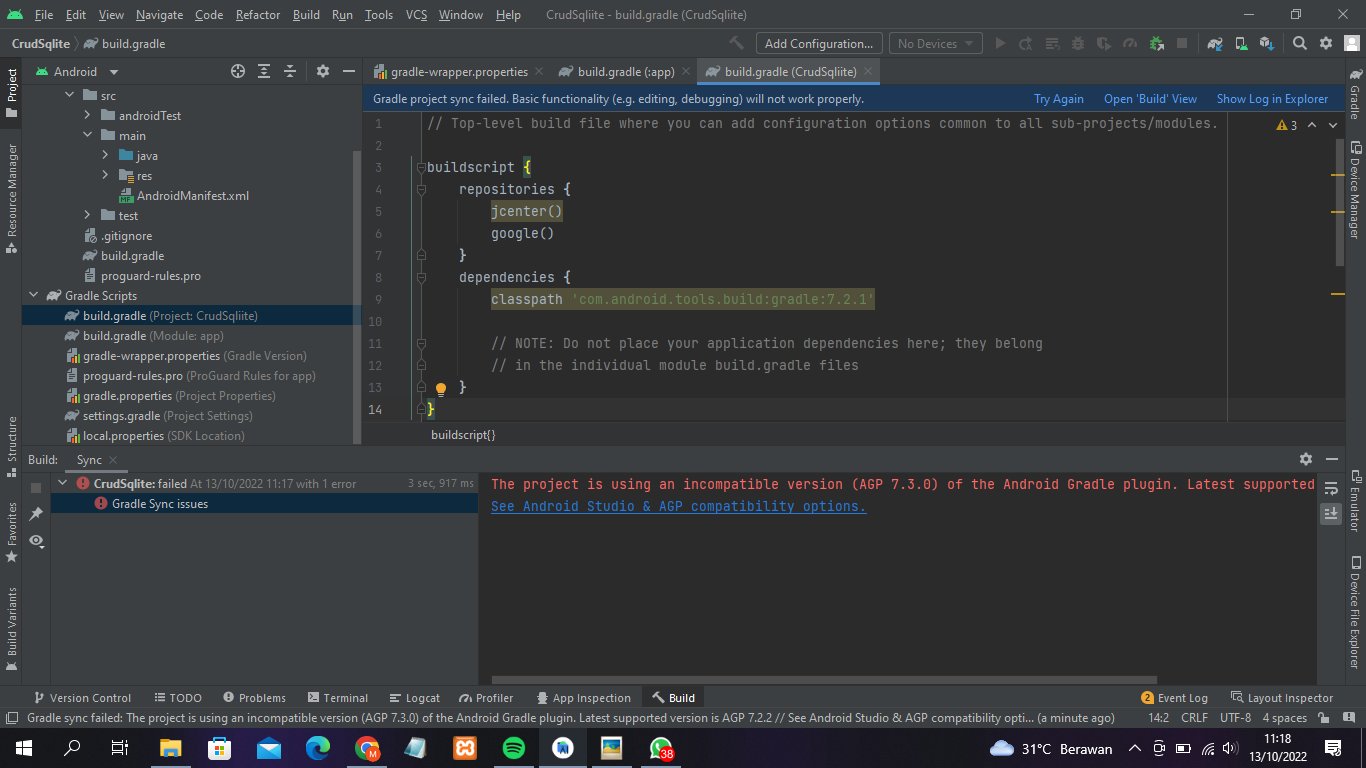 File Edit View Navigate Code Refactor Build Run Tools VCS Window Help CrudSqliite - build.gradle (CrudSqliite)
CrudSqlite build.gradle Add Configuration... No Devices
Android gradle-wrapper.properties build.gradle (:app) build.gradle (CrudSqliite)
Project
Resource Manager
Structure
Favorites
Build Variants
src
androidTest
main
java
res
AndroidManifest.xml
test
.gitignore
build.gradle
proguard-rules.pro
Gradle Scripts
build.gradle (Project: CrudSqliite)
build.gradle (Module: app)
gradle-wrapper.properties (Gradle Version)
proguard-rules.pro (ProGuard Rules for app)
gradle.properties (Project Properties)
settings.gradle (Project Settings)
local.properties (SDK Location)
Gradle project sync failed. Basic functionality (e.g. editing, debugging) will not work properly. Try Again Open 'Build' View Show Log in Explorer
1 // Top-level build file where you can add configuration options common to all sub-projects/modules. 3
2
3 buildscript {
4 repositories {
5 jcenter()
6 google()
7 }
8 dependencies {
9 classpath 'com.android.tools.build:gradle:7.2.1'
10
11 // NOTE: Do not place your application dependencies here; they belong
12 // in the individual module build.gradle files
13 }
14 }
buildscript{}
Gradle
Device Manager
Emulator
Device File Explorer
Build: Sync
CrudSqlite: failed At 13/10/2022 11:17 with 1 error 3 sec, 917 ms
Gradle Sync issues
The project is using an incompatible version (AGP 7.3.0) of the Android Gradle plugin. Latest supported
See Android Studio & AGP compatibility options.
Version Control TODO Problems Terminal Logcat Profiler App Inspection Build 2 Event Log Layout Inspector
Gradle sync failed: The project is using an incompatible version (AGP 7.3.0) of the Android Gradle plugin. Latest supported version is AGP 7.2.2 // See Android Studio & AGP compatibility opti... (a minute ago) 14:2 CRLF UTF-8 4 spaces
M 38 31°C Berawan 11:18
13/10/2022